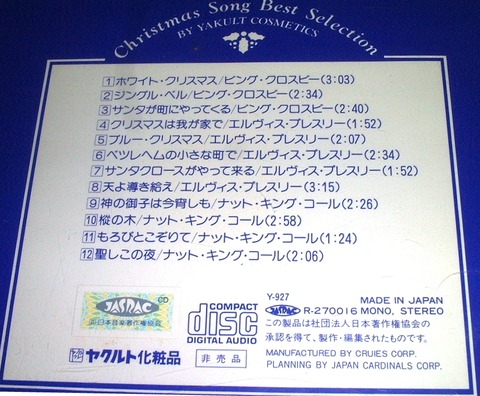 Christmas Song Best Selection
BY YAKULT COSMETICS
1 ホワイト・クリスマス/ビング・クロスビー(3:03)
2 ジングル・ベル/ビング・クロスビー(2:34)
3 サンタが町にやってくる/ビング・クロスビー(2:40)
4 クリスマスは我が家で/エルヴィス・プレスリー(1:52)
5 ブルー・クリスマス/エルヴィス・プレスリー(2:07)
6 ベツレヘムの小さな町で/エルヴィス・プレスリー(2:34)
7 サンタクロースがやって来る/エルヴィス・プレスリー(1:52)
8 天よ導き給え/エルヴィス・プレスリー(3:15)
9 神の御子は今宵しも/ナット・キング・コール(2:26)
10 樅の木/ナット・キング・コール(2:58)
11 もろびとこぞりて/ナット・キング・コール(1:24)
12 聖しこの夜/ナット・キング・コール(2:06)
CD
JASRAC
日本音楽著作権協会
COMPACT
disc
DIGITAL AUDIO
ヤクルト化粧品
非売品
Y-927
MADE IN JAPAN
JASRAC R-270016 MONO, STEREO
この製品は社団法人日本著作権協会の
承認を得て、製作・編集されたものです。
MANUFACTURED BY CRUIES CORP.
PLANNING BY JAPAN CARDINALS CORP.